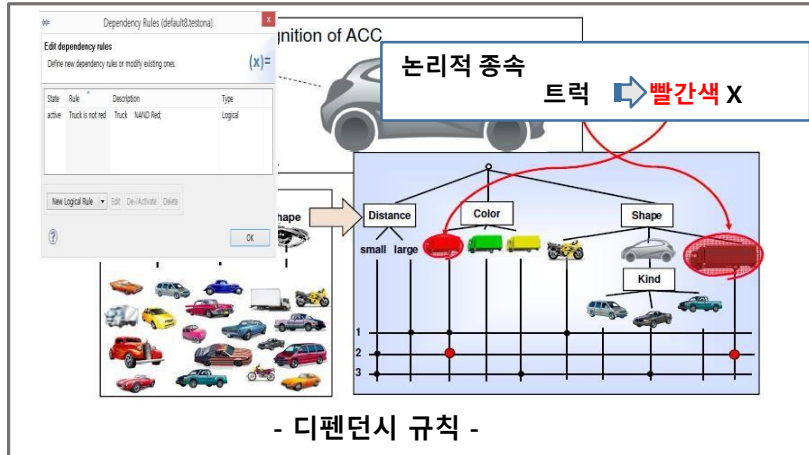 Dependency Rules (default8.testona)
Edit dependency rules
Define new dependency rules or modify existing ones.
(x)=
State Rule Description Type
active Truck is not red Truck NAND Red; Logical
New Logical Rule Edit De-/Activate Delete
OK
gnition of ACC
논리적 종속
트럭 빨간색 X
hape
Distance Color Shape
small large
Kind
1
2
3
- 디펜던시 규칙 -